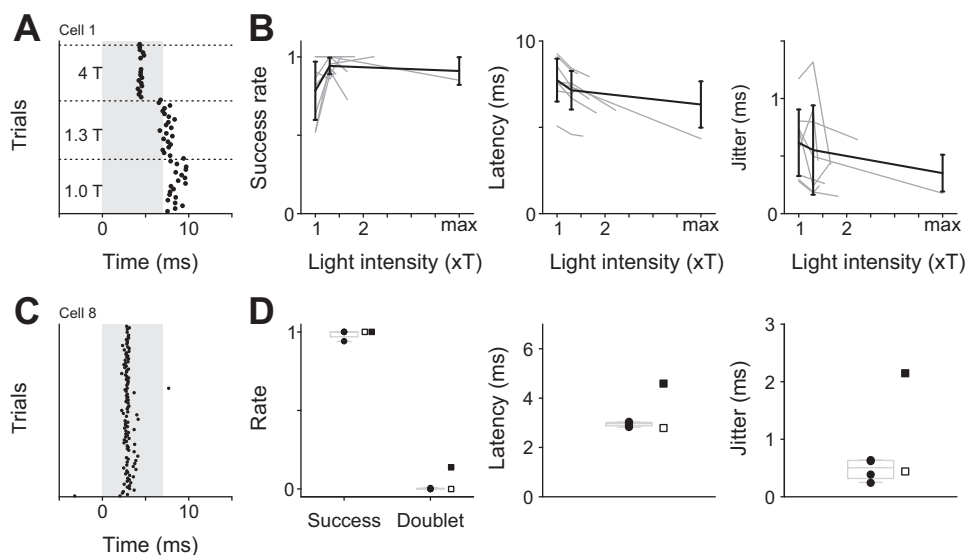 A
Cell 1
4 T
1.3 T
1.0 T
Trials
0
10
Time (ms)
B
1
0
Success rate
1
2
max
Light intensity (xT)
10
5
0
Latency (ms)
1
2
max
Light intensity (xT)
1
0
Jitter (ms)
1
2
max
Light intensity (xT)
C
Cell 8
Trials
0
10
Time (ms)
D
1
0
Rate
Success
Doublet
6
4
2
0
Latency (ms)
3
2
1
0
Jitter (ms)